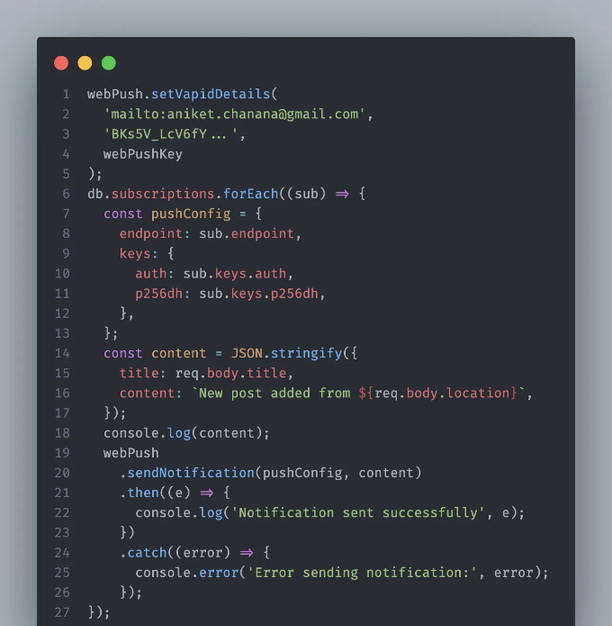 1 webPush.setVapidDetails(
2 'mailto:aniket.chanana@gmail.com',
3 'BKs5V_LcV6fY...',
4 webPushKey
5 );
6 db.subscriptions.forEach((sub) => {
7 const pushConfig = {
8 endpoint: sub.endpoint,
9 keys: {
10 auth: sub.keys.auth,
11 p256dh: sub.keys.p256dh,
12 },
13 };
14 const content = JSON.stringify({
15 title: req.body.title,
16 content: `New post added from ${req.body.location}`,
17 });
18 console.log(content);
19 webPush
20 .sendNotification(pushConfig, content)
21 .then((e) => {
22 console.log('Notification sent successfully', e);
23 })
24 .catch((error) => {
25 console.error('Error sending notification:', error);
26 });
27 });